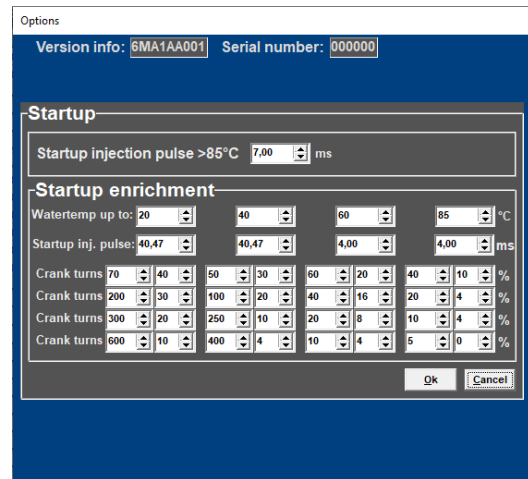 Options
Version info: 6MA1AA001 Serial number: 000000
Startup
Startup injection pulse >85°C 7,00 ms
Startup enrichment
Watertemp up to: 20 40 60 85 °C
Startup inj. pulse: 40,47 40,47 4,00 4,00 ms
Crank turns 70 40 50 30 60 20 40 10 %
Crank turns 200 30 100 20 40 16 20 4 %
Crank turns 300 20 250 10 20 8 10 4 %
Crank turns 600 10 400 4 10 4 5 0 %
Ok Cancel